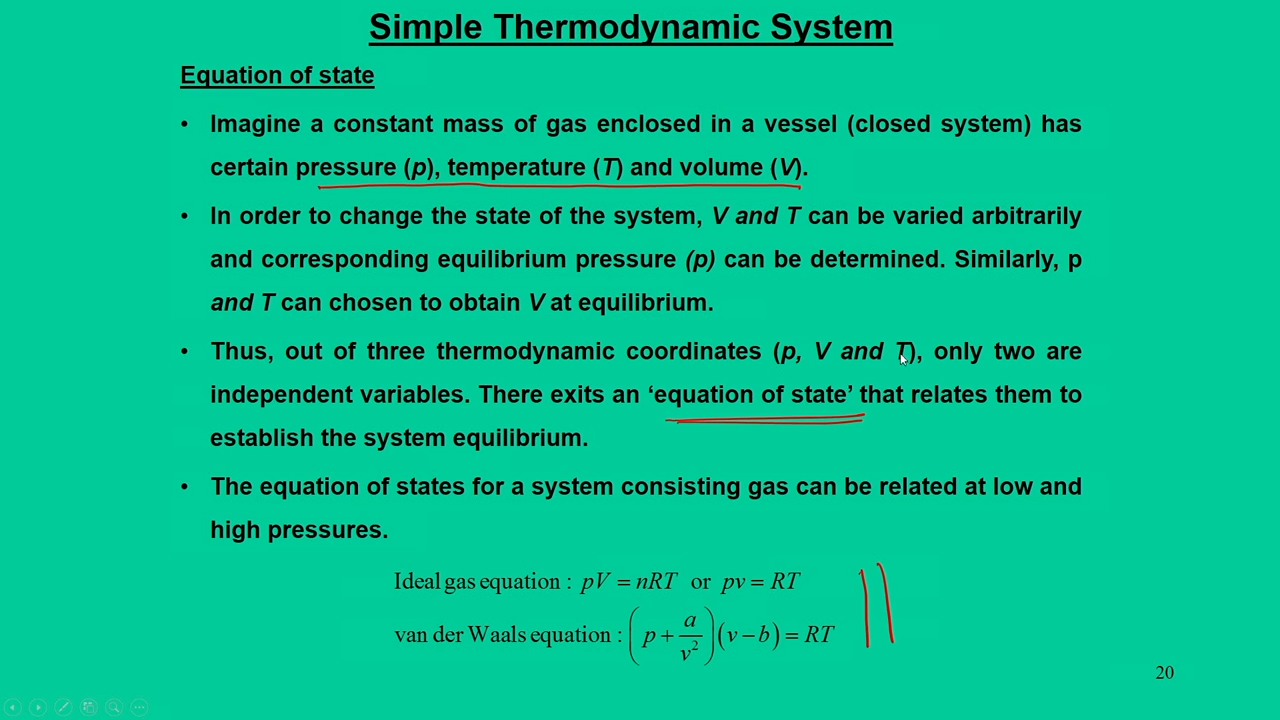 Simple Thermodynamic System
Equation of state
• Imagine a constant mass of gas enclosed in a vessel (closed system) has
certain pressure (p), temperature (T) and volume (V).
• In order to change the state of the system, V and T can be varied arbitrarily
and corresponding equilibrium pressure (p) can be determined. Similarly, p
and T can chosen to obtain V at equilibrium.
• Thus, out of three thermodynamic coordinates (p, V and T), only two are
independent variables. There exits an ‘equation of state’ that relates them to
establish the system equilibrium.
• The equation of states for a system consisting gas can be related at low and
high pressures.
Ideal gas equation : pV = nRT or pv = RT
van der Waals equation : (p + a/v²)(v − b) = RT
20